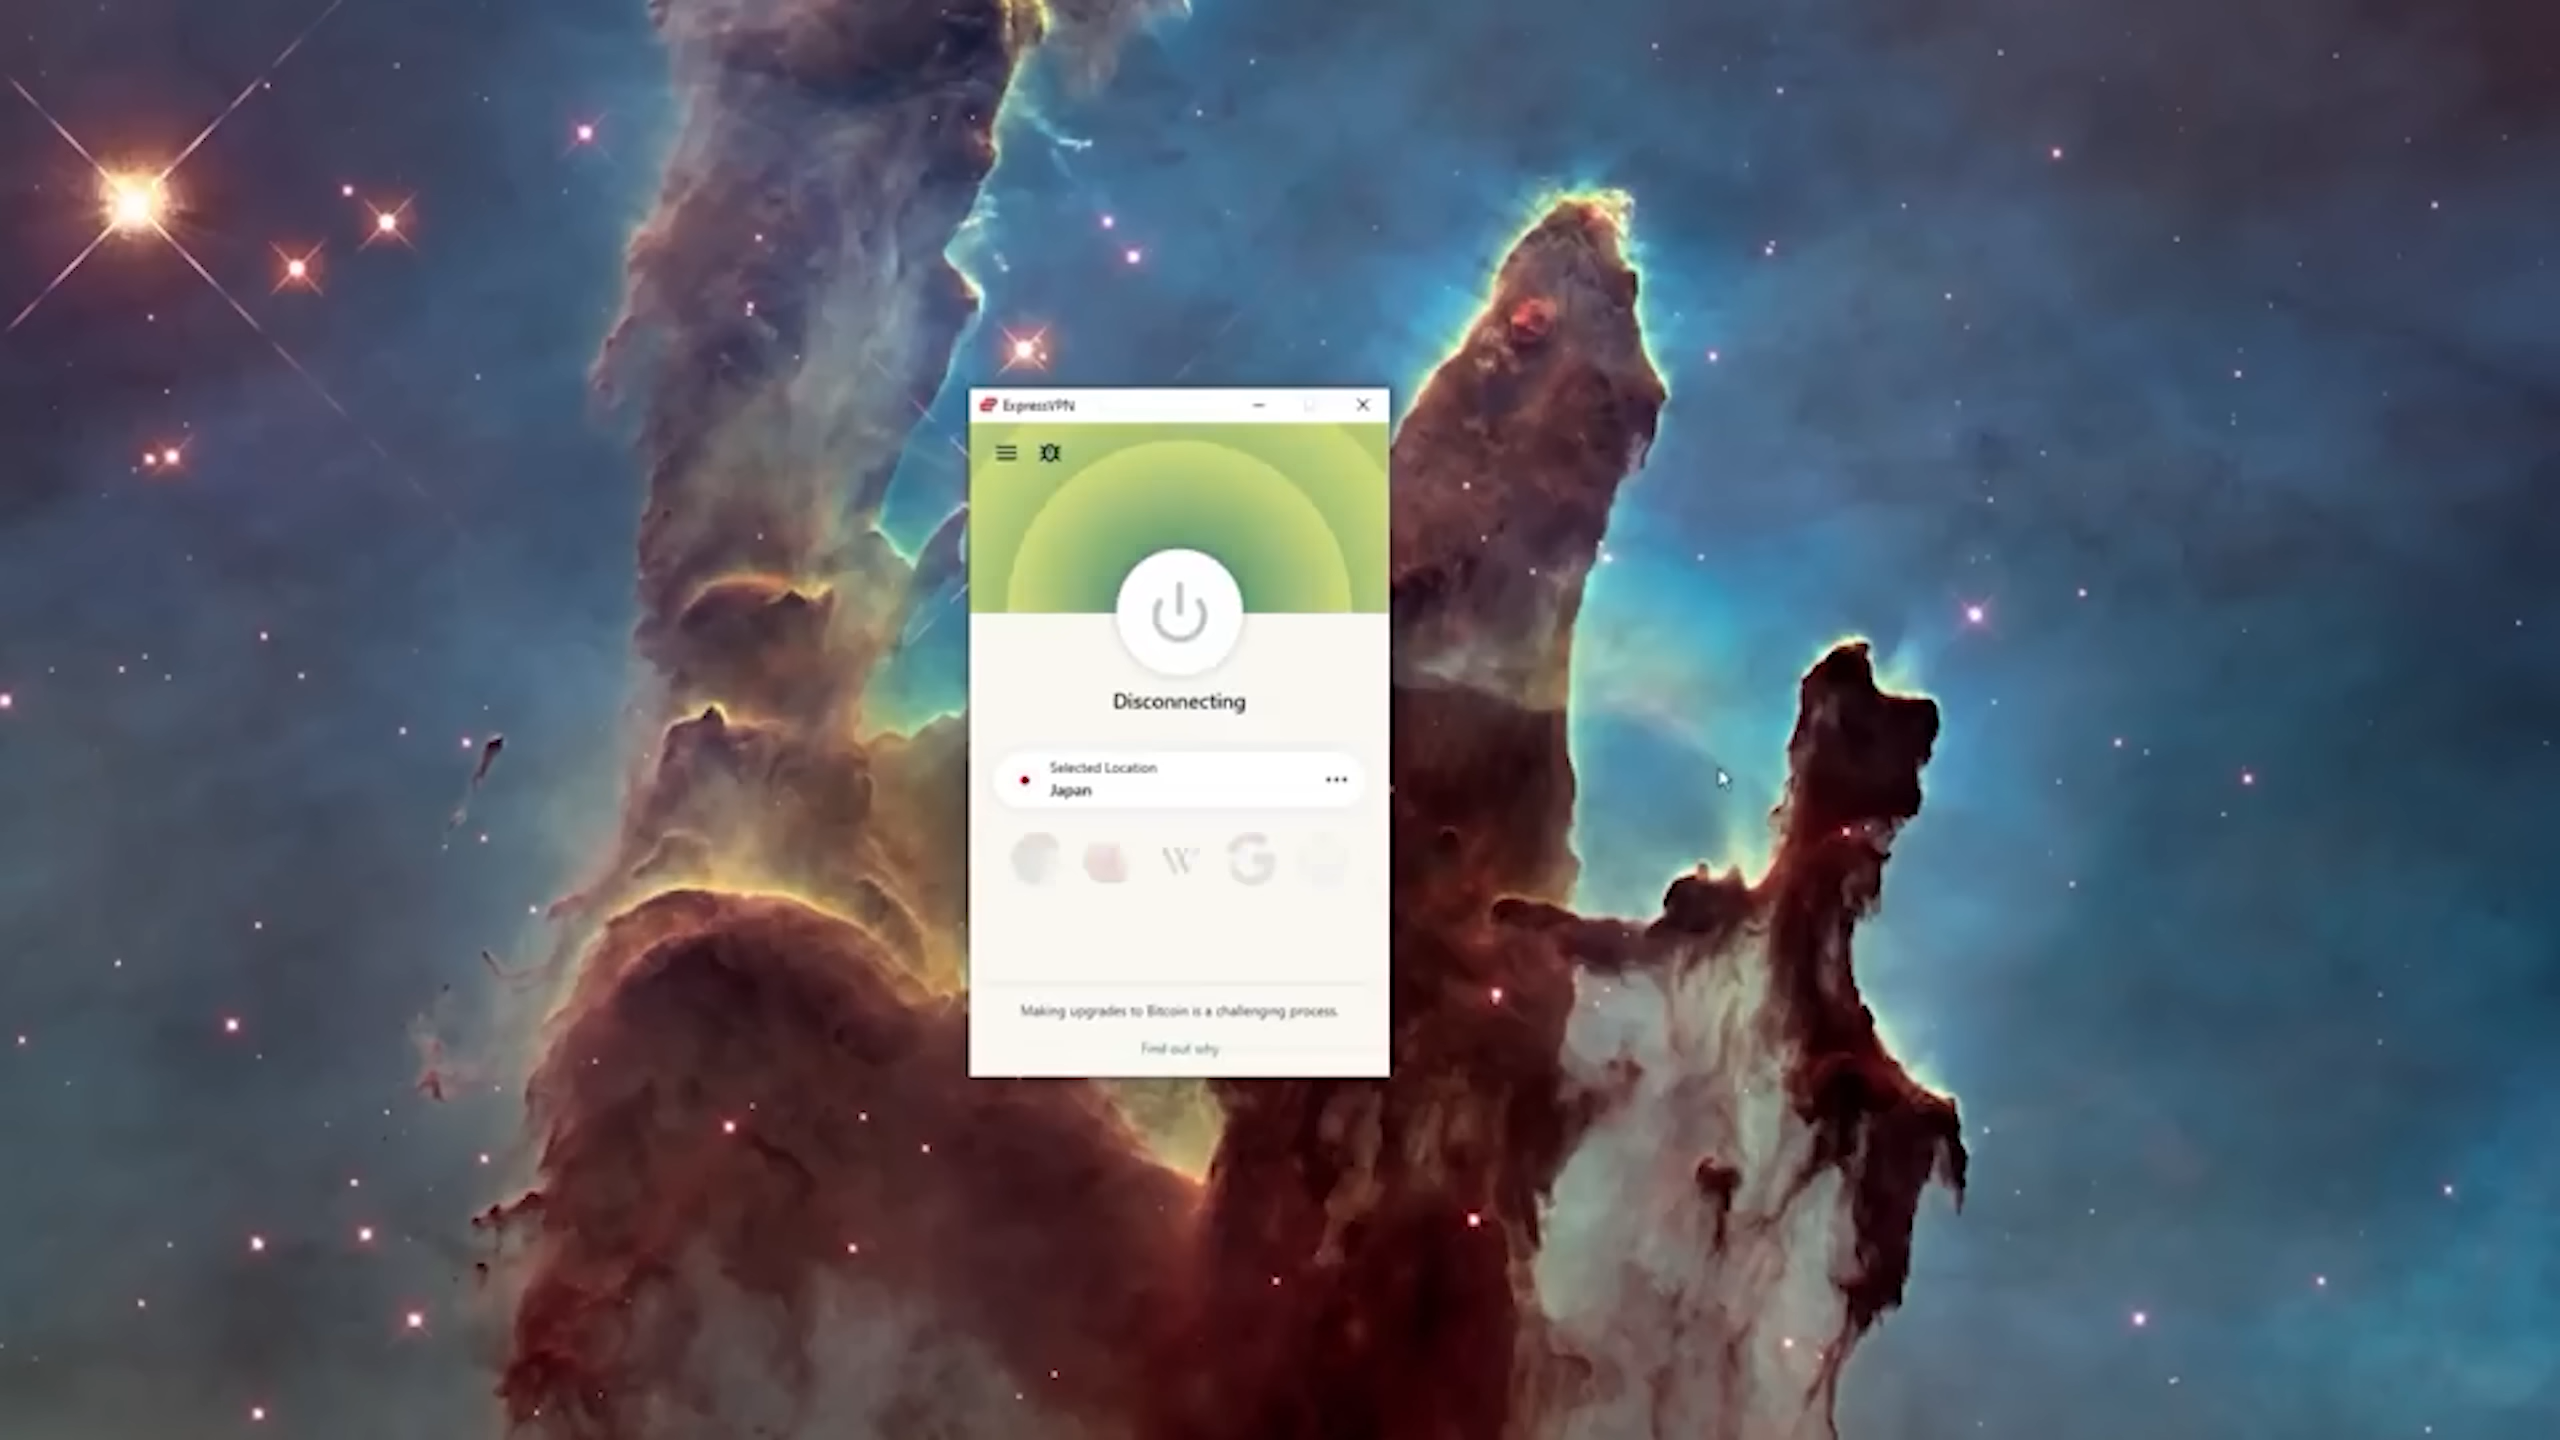 ExpressVPN
Disconnecting
Selected Location
Japan
W
G
Making upgrades to Bitcoin is a challenging process.
Find out why